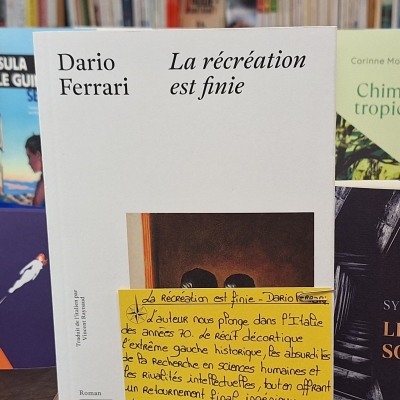 Dario
Ferrari
La récréation
est finie
SULA
LE GUI
SE
Corinne Mo
Chim
tropic
SY
LE
SO
Traduit de l'italien par
Vincent Raynaud
Roman
La récréation est finie - Dario Ferrari
L'auteur nous plonge dans l'Italie
des années 70. Le récit décortique
l'extrême gauche historique, les absurdités
de la recherche en sciences humaines et
les rivalités intellectuelles, tout en offrant
un retournement final ingénieux